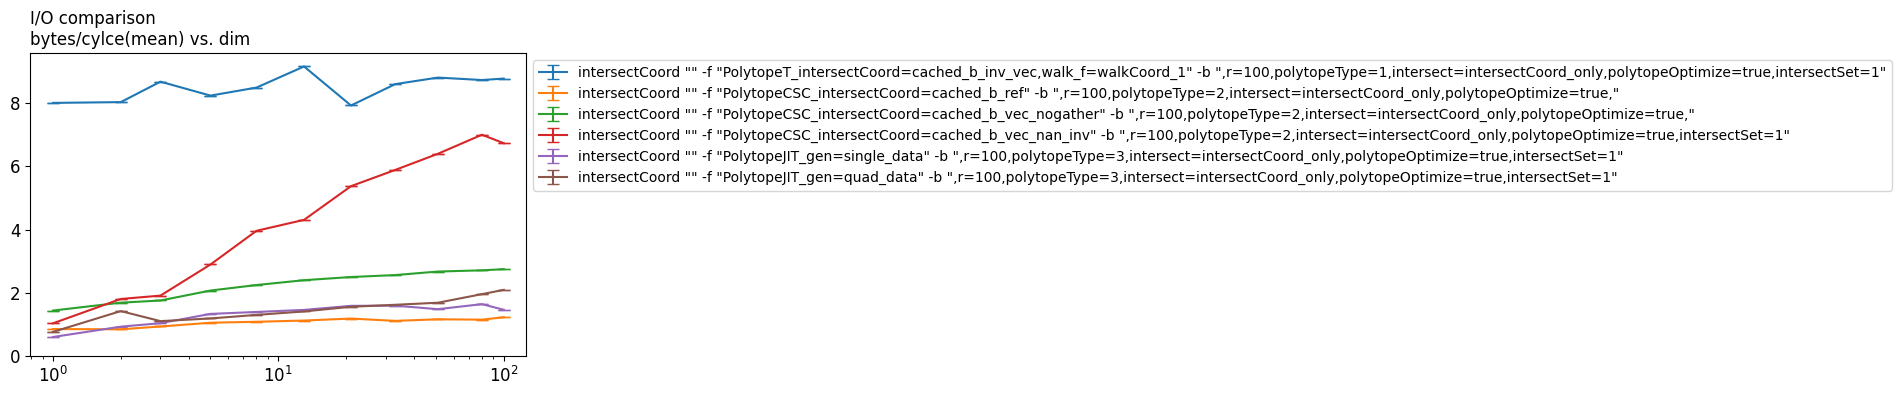 I/O comparison
bytes/cylce(mean) vs. dim
8
6
4
2
0
10^0
10^1
10^2
intersectCoord "" -f "PolytopeT_intersectCoord=cached_b_inv_vec,walk_f=walkCoord_1" -b ",r=100,polytopeType=1,intersect=intersectCoord_only,polytopeOptimize=true,intersectSet=1"
intersectCoord "" -f "PolytopeCSC_intersectCoord=cached_b_ref" -b ",r=100,polytopeType=2,intersect=intersectCoord_only,polytopeOptimize=true,"
intersectCoord "" -f "PolytopeCSC_intersectCoord=cached_b_vec_nogather" -b ",r=100,polytopeType=2,intersect=intersectCoord_only,polytopeOptimize=true,"
intersectCoord "" -f "PolytopeCSC_intersectCoord=cached_b_vec_nan_inv" -b ",r=100,polytopeType=2,intersect=intersectCoord_only,polytopeOptimize=true,intersectSet=1"
intersectCoord "" -f "PolytopeJIT_gen=single_data" -b ",r=100,polytopeType=3,intersect=intersectCoord_only,polytopeOptimize=true,intersectSet=1"
intersectCoord "" -f "PolytopeJIT_gen=quad_data" -b ",r=100,polytopeType=3,intersect=intersectCoord_only,polytopeOptimize=true,intersectSet=1"